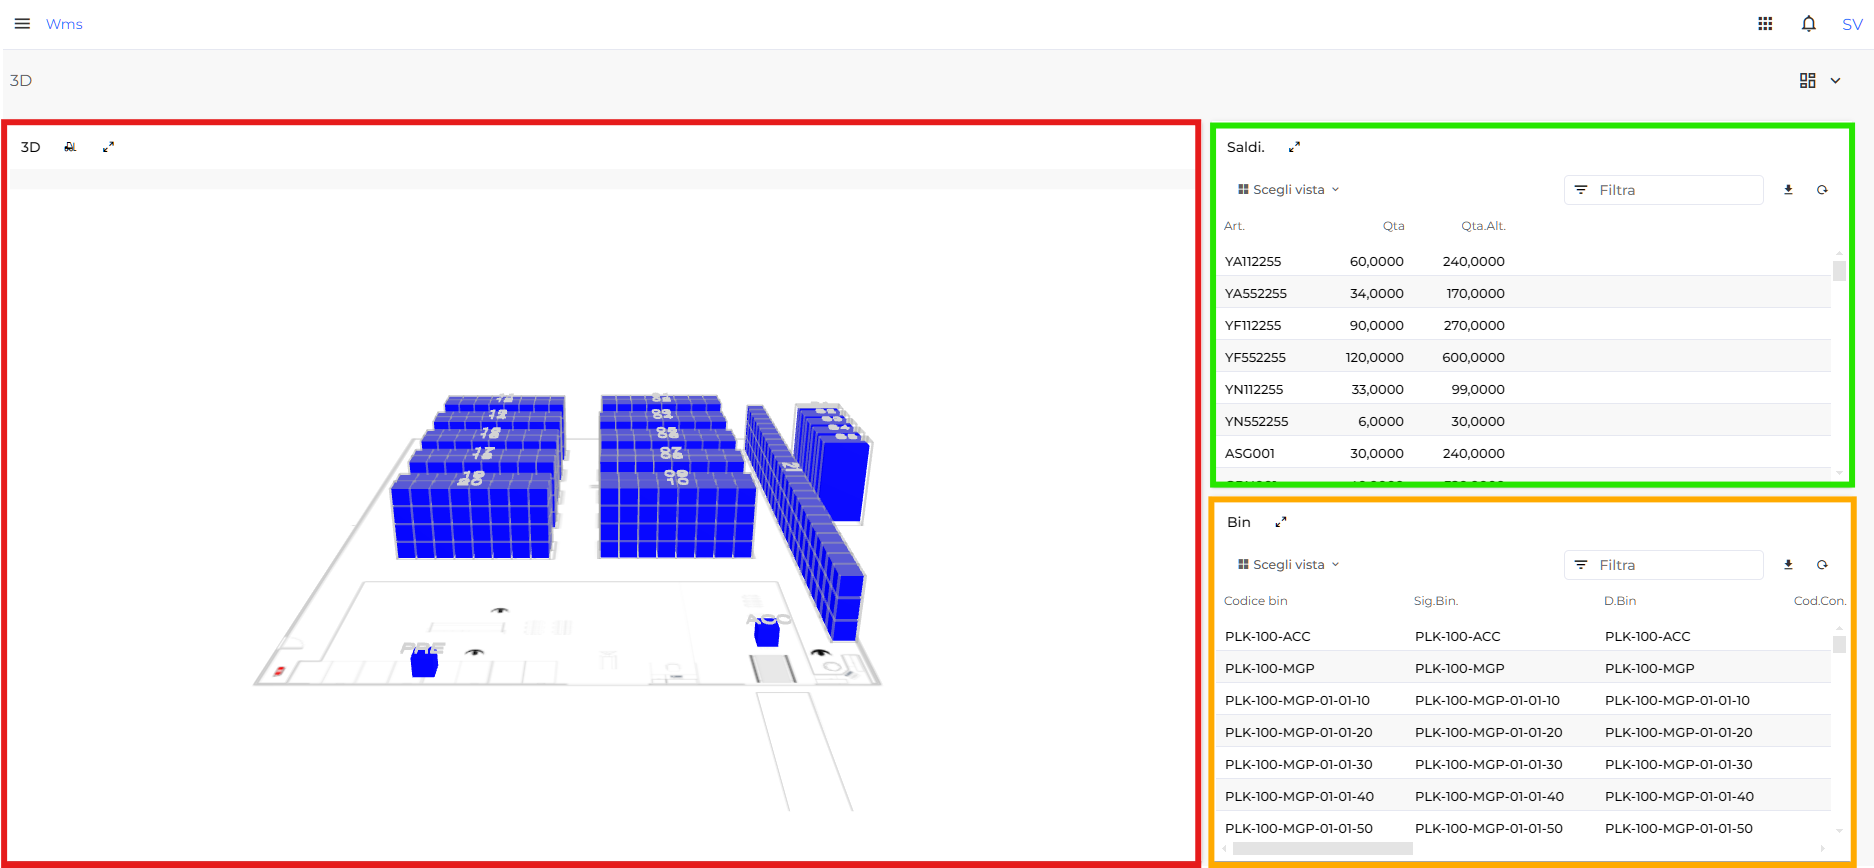 Wms
SV
3D
3D
Saldi.
Scegli vista
Filtra
Art. Qta Qta.Alt.
YA112255 60,0000 240,0000
YA552255 34,0000 170,0000
YF112255 90,0000 270,0000
YF552255 120,0000 600,0000
YN112255 33,0000 99,0000
YN552255 6,0000 30,0000
ASG001 30,0000 240,0000
PRE
ACC
21
Bin
Scegli vista
Filtra
Codice bin Sig.Bin. D.Bin Cod.Con.
PLK-100-ACC PLK-100-ACC PLK-100-ACC
PLK-100-MGP PLK-100-MGP PLK-100-MGP
PLK-100-MGP-01-01-10 PLK-100-MGP-01-01-10 PLK-100-MGP-01-01-10
PLK-100-MGP-01-01-20 PLK-100-MGP-01-01-20 PLK-100-MGP-01-01-20
PLK-100-MGP-01-01-30 PLK-100-MGP-01-01-30 PLK-100-MGP-01-01-30
PLK-100-MGP-01-01-40 PLK-100-MGP-01-01-40 PLK-100-MGP-01-01-40
PLK-100-MGP-01-01-50 PLK-100-MGP-01-01-50 PLK-100-MGP-01-01-50